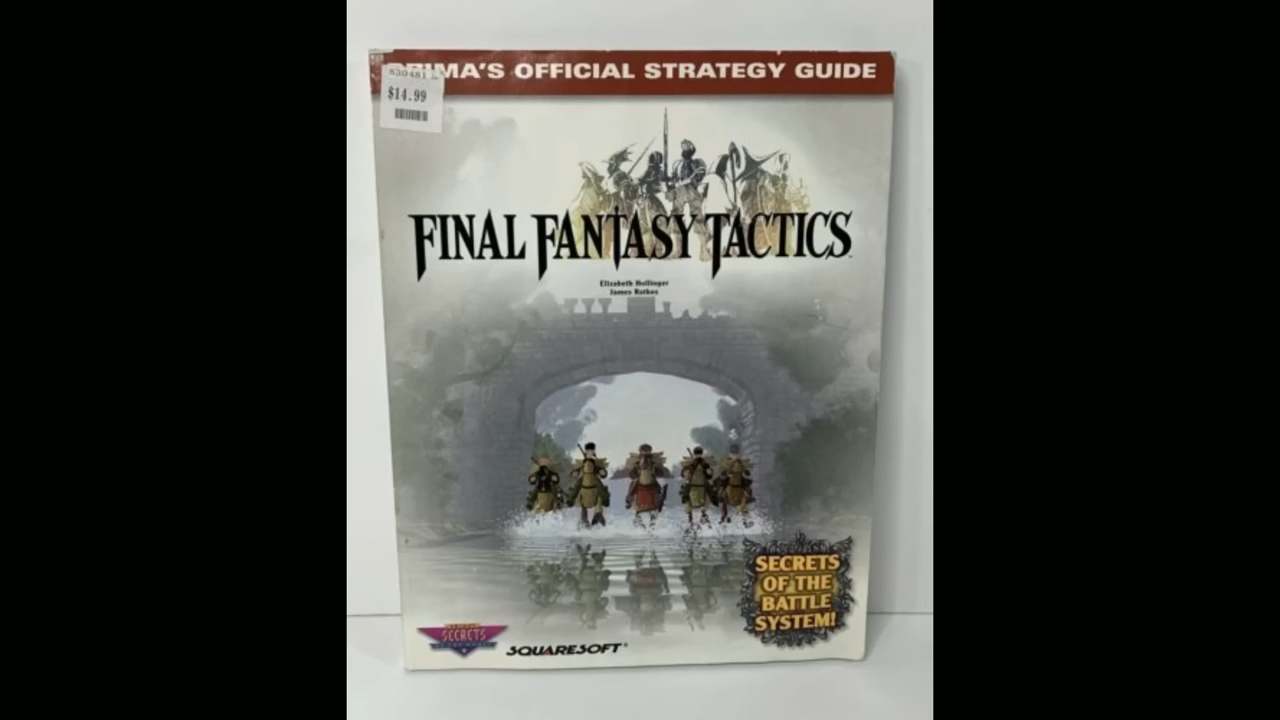 PRIMA'S OFFICIAL STRATEGY GUIDE
830481
$14.99
FINAL FANTASY TACTICS
Elizabeth Hollinger
James Ratkos
SECRETS
OF THE
BATTLE
SYSTEM!
SECRETS
SQUARESOFT®